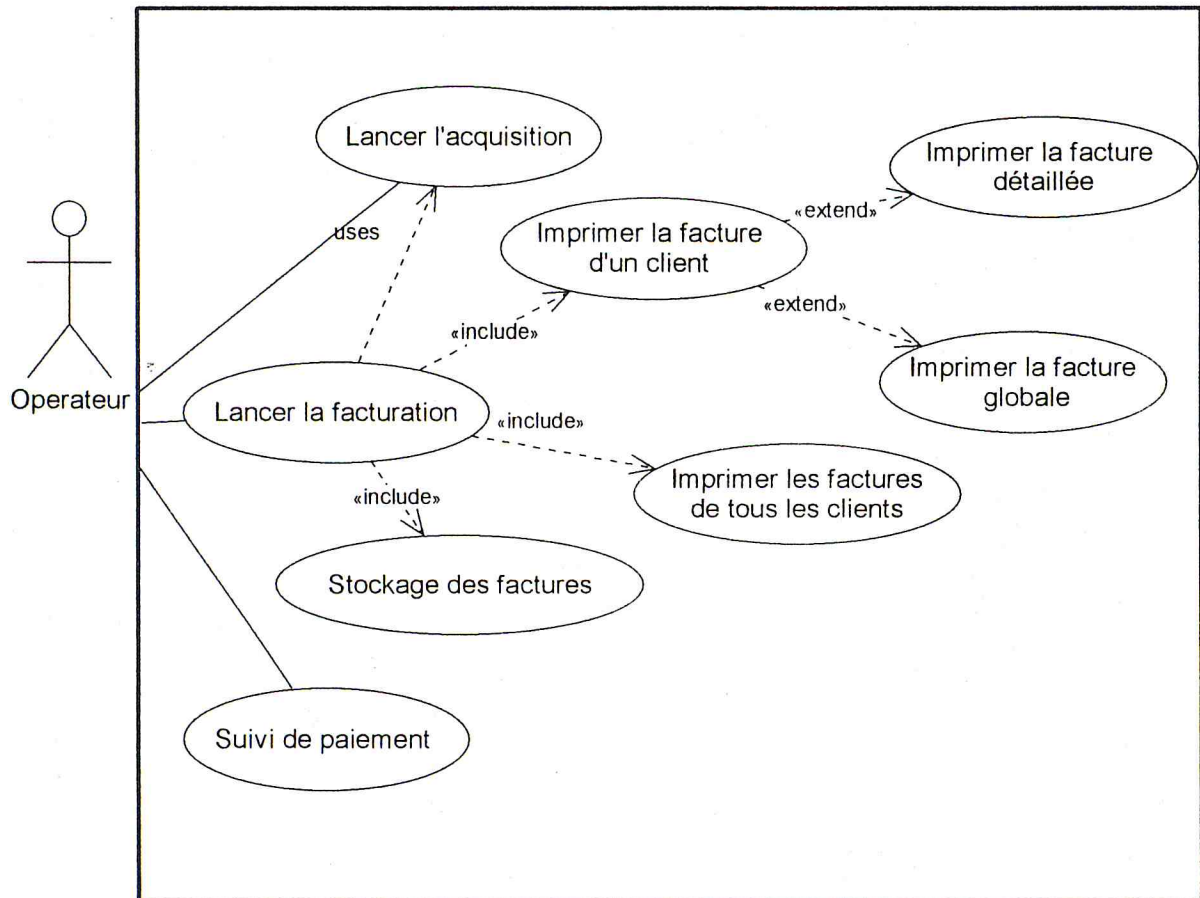 Lancer l'acquisition
Imprimer la facture
détaillée
«extend»
uses
Imprimer la facture
d'un client
«extend»
«include»
Imprimer la facture
globale
Operateur
Lancer la facturation
«include»
Imprimer les factures
de tous les clients
«include»
Stockage des factures
Suivi de paiement